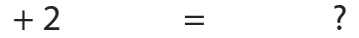 + 2 = ?